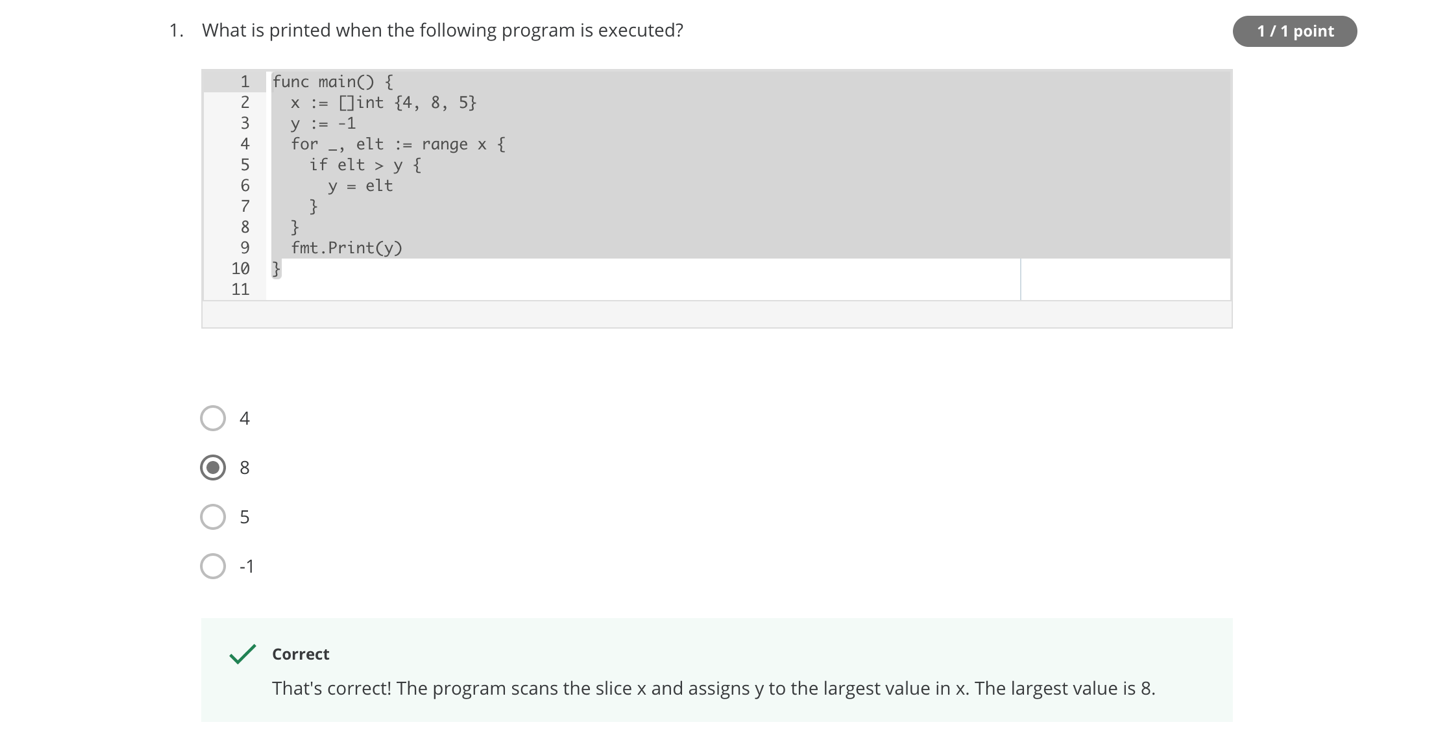 1. What is printed when the following program is executed?
1 / 1 point
1 func main() {
2   x := []int {4, 8, 5}
3   y := -1
4   for _, elt := range x {
5     if elt > y {
6       y = elt
7     }
8   }
9   fmt.Print(y)
10 }
11
4
8
5
-1
Correct
That's correct! The program scans the slice x and assigns y to the largest value in x. The largest value is 8.